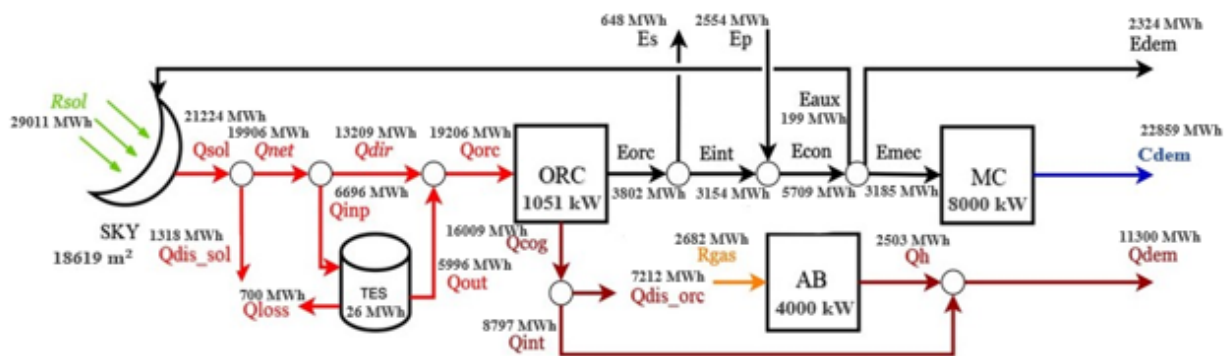 648 MWh
Es
2554 MWh
Ep
2324 MWh
Edem
Rsol
29011 MWh
21224 MWh
Qsol
19906 MWh
Qnet
13209 MWh
Qdir
19206 MWh
Qorc
ORC
1051 kW
Eorc
3802 MWh
Eint
3154 MWh
Eaux
199 MWh
Econ
5709 MWh
Emec
3185 MWh
MC
8000 kW
22859 MWh
Cdem
SKY
18619 m²
1318 MWh
Qdis_sol
6696 MWh
Qinp
TES
26 MWh
700 MWh
Qloss
5996 MWh
Qout
16009 MWh
Qcog
7212 MWh
Qdis_orc
8797 MWh
Qint
2682 MWh
Rgas
AB
4000 kW
2503 MWh
Qh
11300 MWh
Qdem